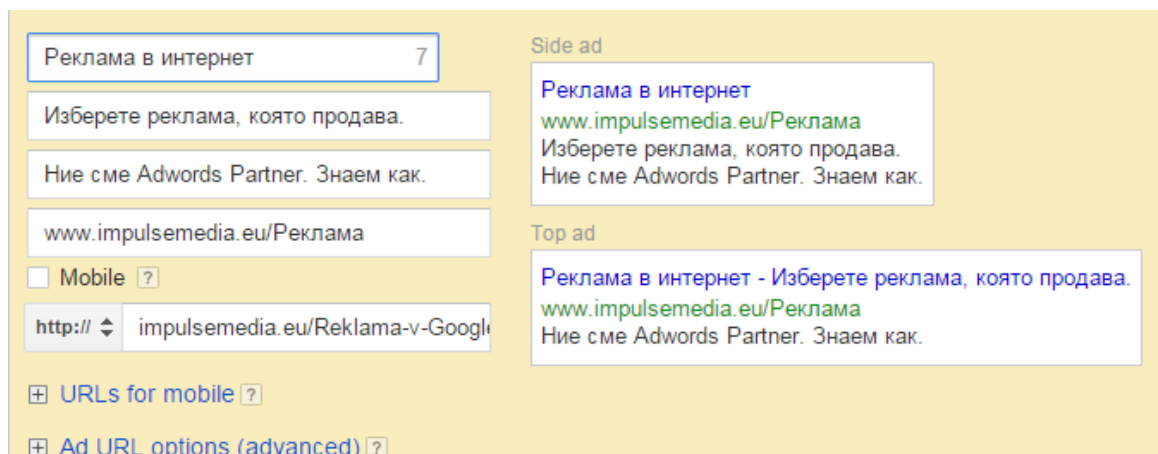 Реклама в интернет 7
Изберете реклама, която продава.
Ние сме Adwords Partner. Знаем как.
www.impulsemedia.eu/Реклама
Mobile ?
http:// impulsemedia.eu/Reklama-v-Google
URLs for mobile ?
Ad URL options (advanced) ?
Side ad
Реклама в интернет
www.impulsemedia.eu/Реклама
Изберете реклама, която продава.
Ние сме Adwords Partner. Знаем как.
Top ad
Реклама в интернет - Изберете реклама, която продава.
www.impulsemedia.eu/Реклама
Ние сме Adwords Partner. Знаем как.